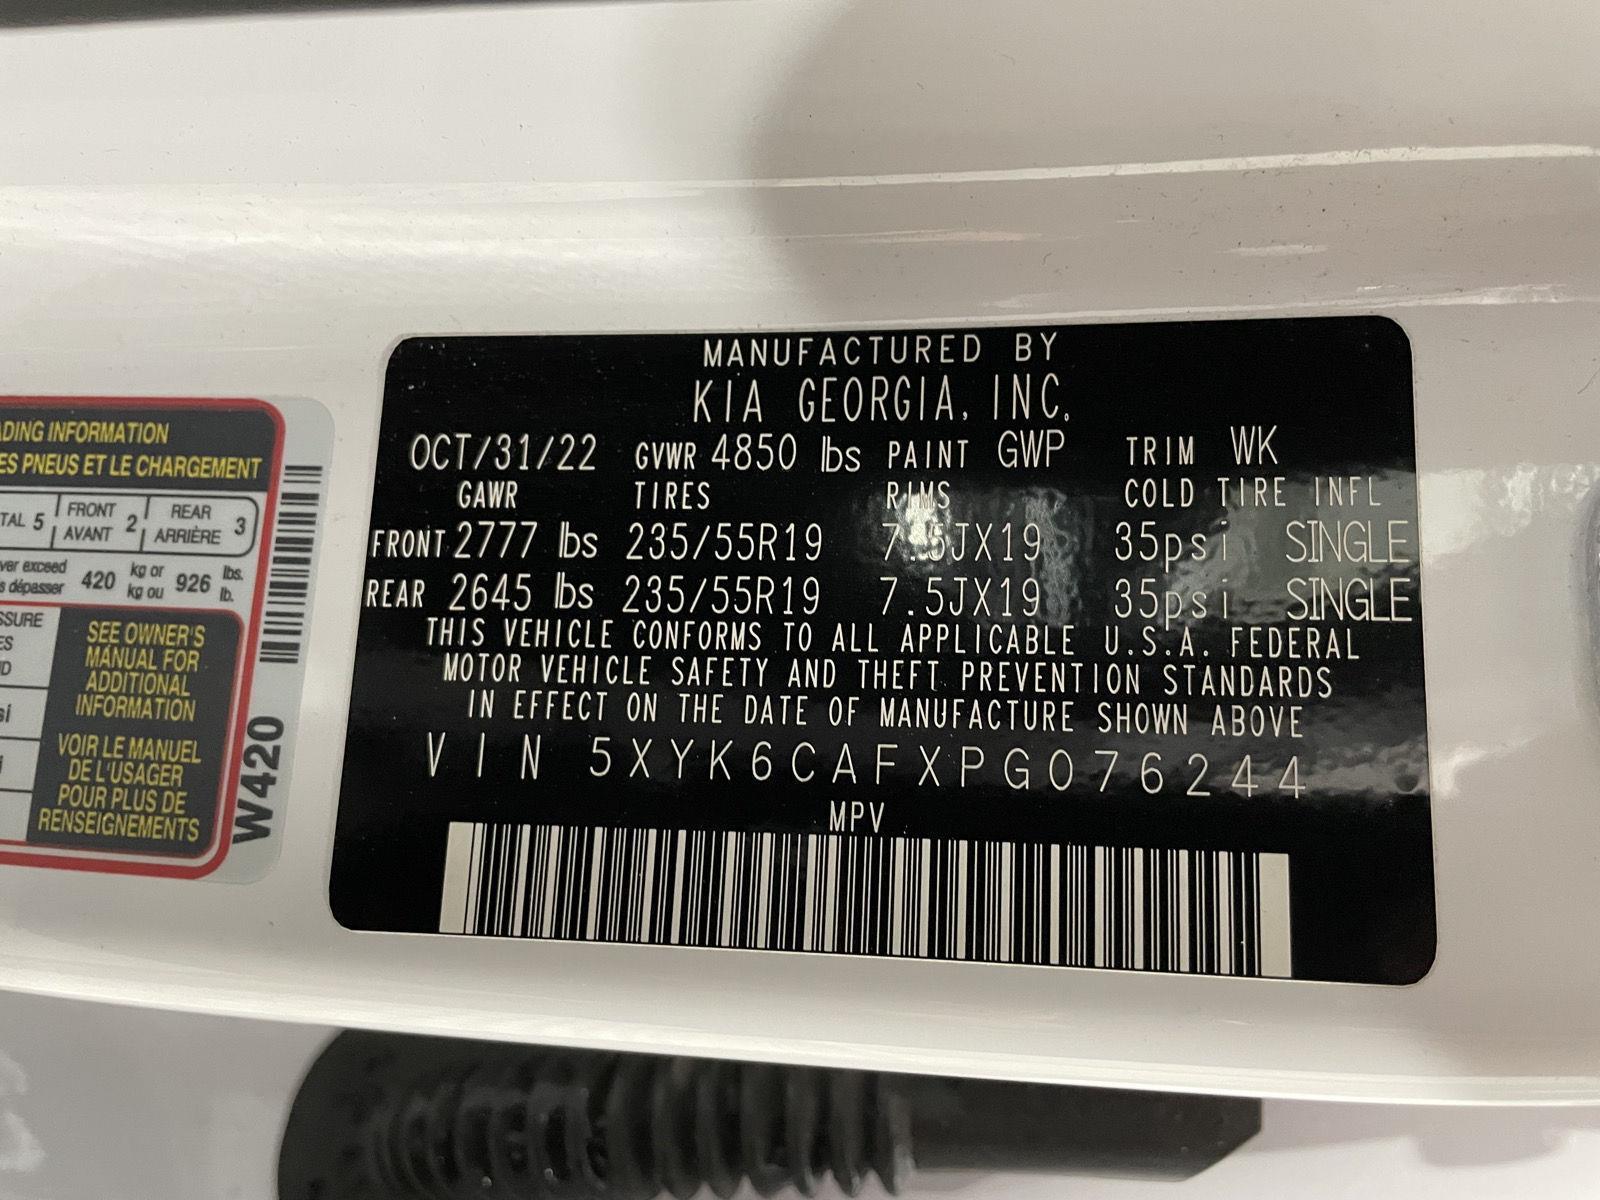 MANUFACTURED BY
KIA GEORGIA, INC.
OCT/31/22 GVWR 4850 lbs PAINT GWP TRIM WK
GAWR TIRES RIMS COLD TIRE INFL
FRONT 2777 lbs 235/55R19 7.5JX19 35psi SINGLE
REAR 2645 lbs 235/55R19 7.5JX19 35psi SINGLE
THIS VEHICLE CONFORMS TO ALL APPLICABLE U.S.A. FEDERAL
MOTOR VEHICLE SAFETY AND THEFT PREVENTION STANDARDS
IN EFFECT ON THE DATE OF MANUFACTURE SHOWN ABOVE
VIN 5XYK6CAFXPG076244
MPV
ADING INFORMATION
ES PNEUS ET LE CHARGEMENT
TAL 5 FRONT AVANT 2 REAR ARRIÈRE 3
ver exceed
s dépasser 420 kg or kg ou 926 lbs. lb.
SSURE
ES
D
si
i
SEE OWNER'S
MANUAL FOR
ADDITIONAL
INFORMATION
VOIR LE MANUEL
DE L'USAGER
POUR PLUS DE
RENSEIGNEMENTS
W420